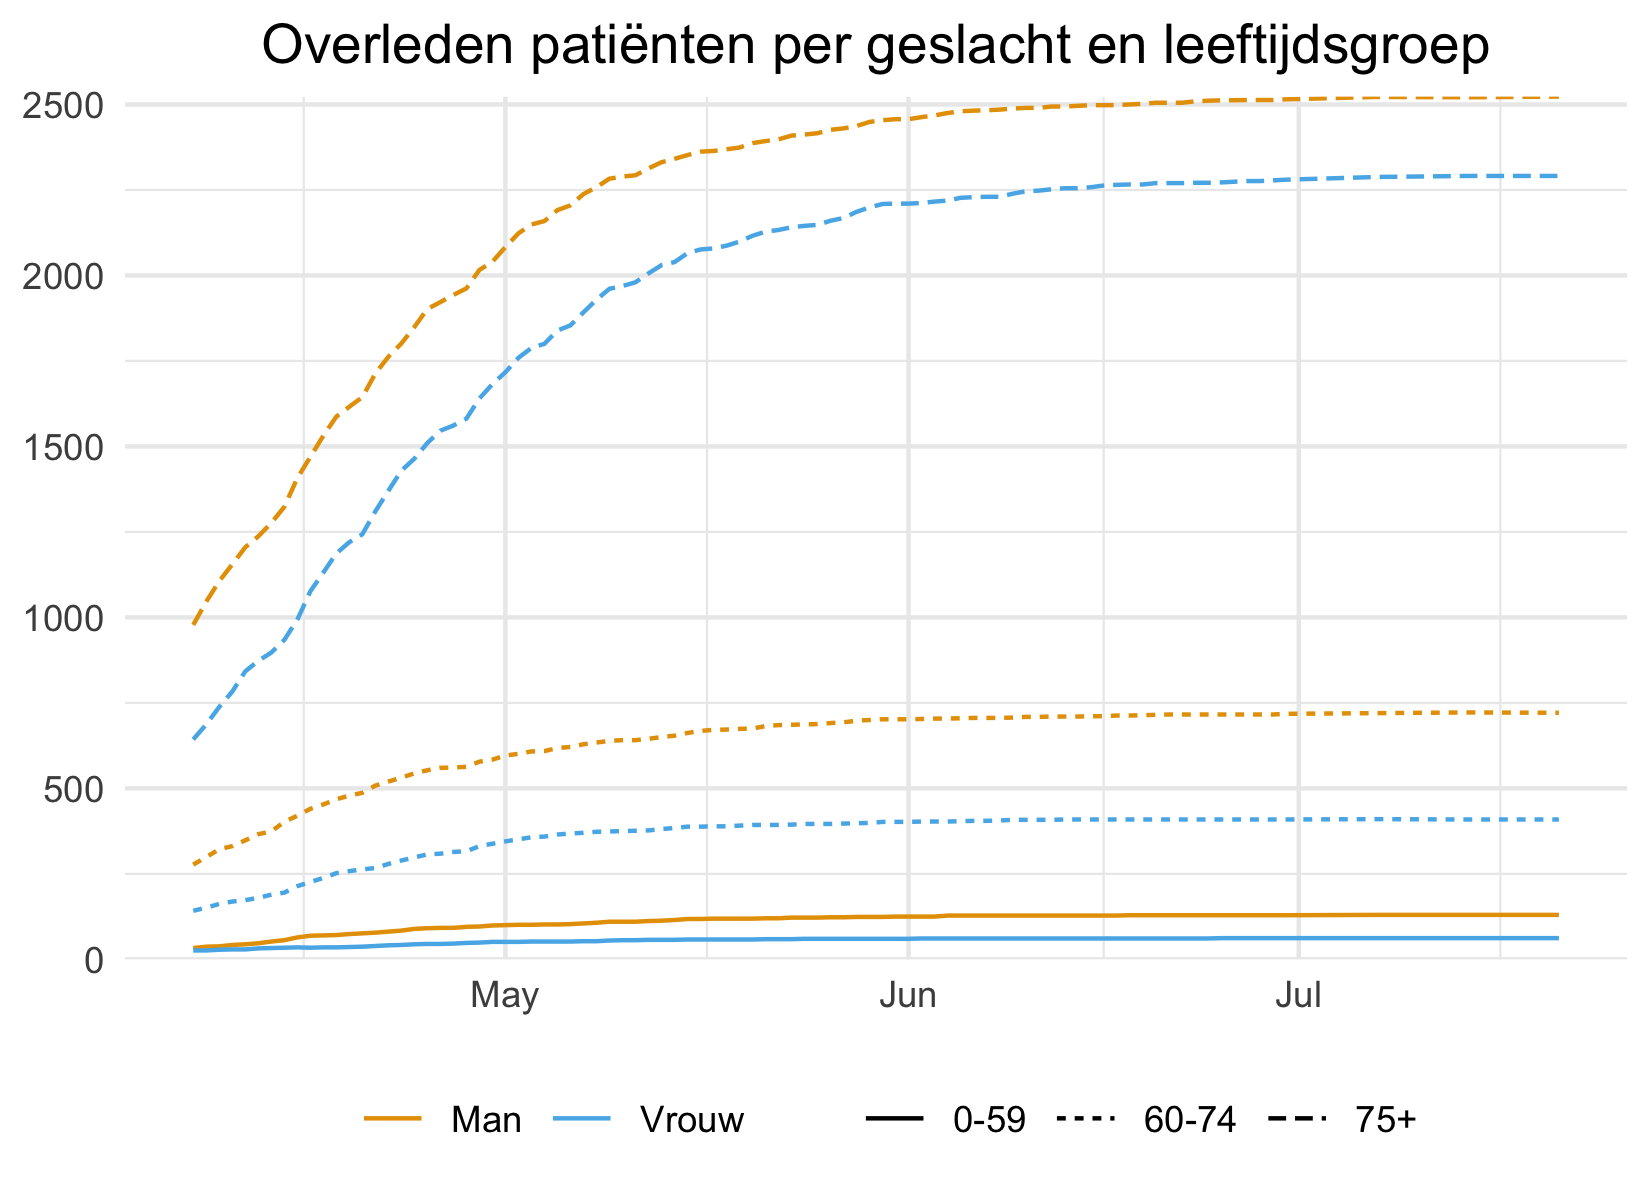 Overleden patiënten per geslacht en leeftijdsgroep
2500
2000
1500
1000
500
0
May Jun Jul
Man Vrouw 0-59 60-74 75+